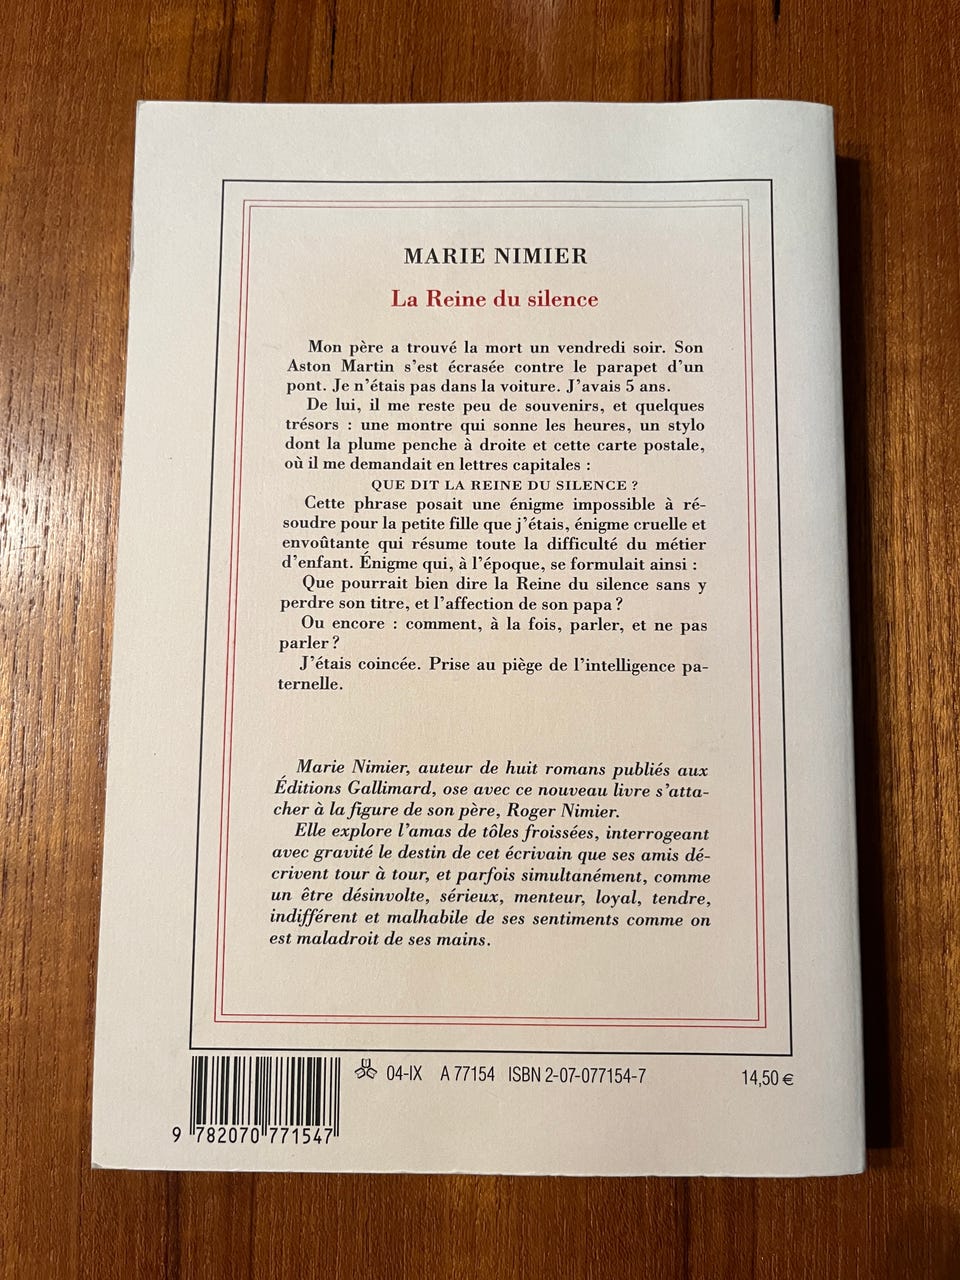 MARIE NIMIER
La Reine du silence
Mon père a trouvé la mort un vendredi soir. Son
Aston Martin s'est écrasée contre le parapet d'un
pont. Je n'étais pas dans la voiture. J'avais 5 ans.
De lui, il me reste peu de souvenirs, et quelques
trésors : une montre qui sonne les heures, un stylo
dont la plume penche à droite et cette carte postale,
où il me demandait en lettres capitales :
QUE DIT LA REINE DU SILENCE ?
Cette phrase posait une énigme impossible à ré-
soudre pour la petite fille que j'étais, énigme cruelle et
envoûtante qui résume toute la difficulté du métier
d'enfant. Énigme qui, à l'époque, se formulait ainsi :
Que pourrait bien dire la Reine du silence sans y
perdre son titre, et l'affection de son papa ?
Ou encore : comment, à la fois, parler, et ne pas
parler ?
J'étais coincée. Prise au piège de l'intelligence pa-
ternelle.
Marie Nimier, auteur de huit romans publiés aux
Éditions Gallimard, ose avec ce nouveau livre s'atta-
cher à la figure de son père, Roger Nimier.
Elle explore l'amas de tôles froissées, interrogeant
avec gravité le destin de cet écrivain que ses amis dé-
crivent tour à tour, et parfois simultanément, comme
un être désinvolte, sérieux, menteur, loyal, tendre,
indifférent et malhabile de ses sentiments comme on
est maladroit de ses mains.
04-IX A 77154 ISBN 2-07-077154-7 14,50 €
9 782070 771547